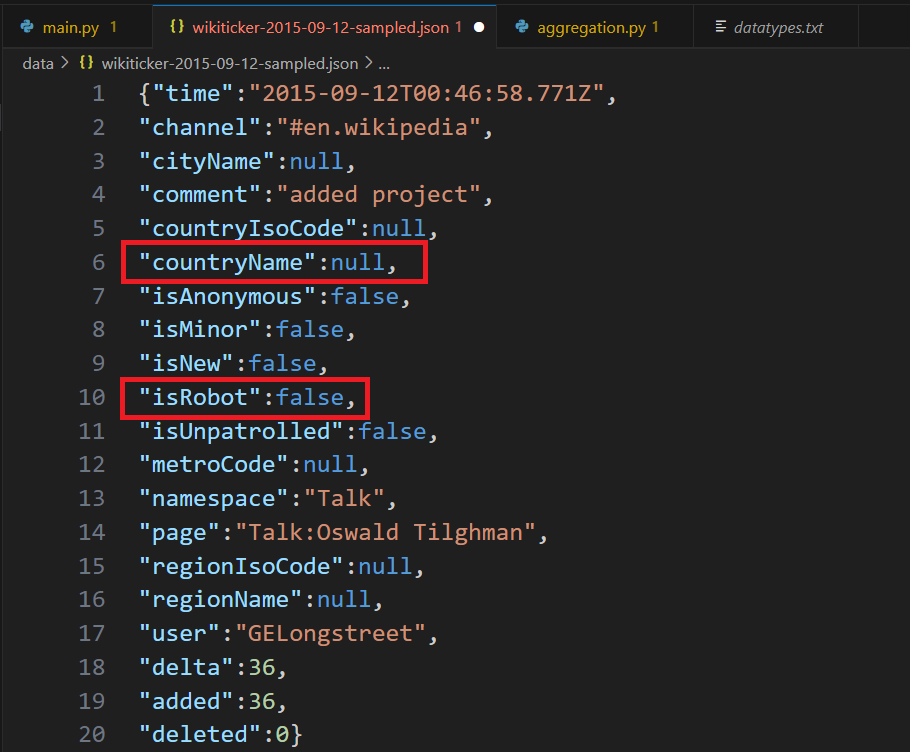 main.py 1 {} wikiticker-2015-09-12-sampled.json 1 aggregation.py 1 datatypes.txt
data > {} wikiticker-2015-09-12-sampled.json > ...
1 {"time":"2015-09-12T00:46:58.771Z",
2 "channel":"#en.wikipedia",
3 "cityName":null,
4 "comment":"added project",
5 "countryIsoCode":null,
6 "countryName":null,
7 "isAnonymous":false,
8 "isMinor":false,
9 "isNew":false,
10 "isRobot":false,
11 "isUnpatrolled":false,
12 "metroCode":null,
13 "namespace":"Talk",
14 "page":"Talk:Oswald Tilghman",
15 "regionIsoCode":null,
16 "regionName":null,
17 "user":"GELongstreet",
18 "delta":36,
19 "added":36,
20 "deleted":0}